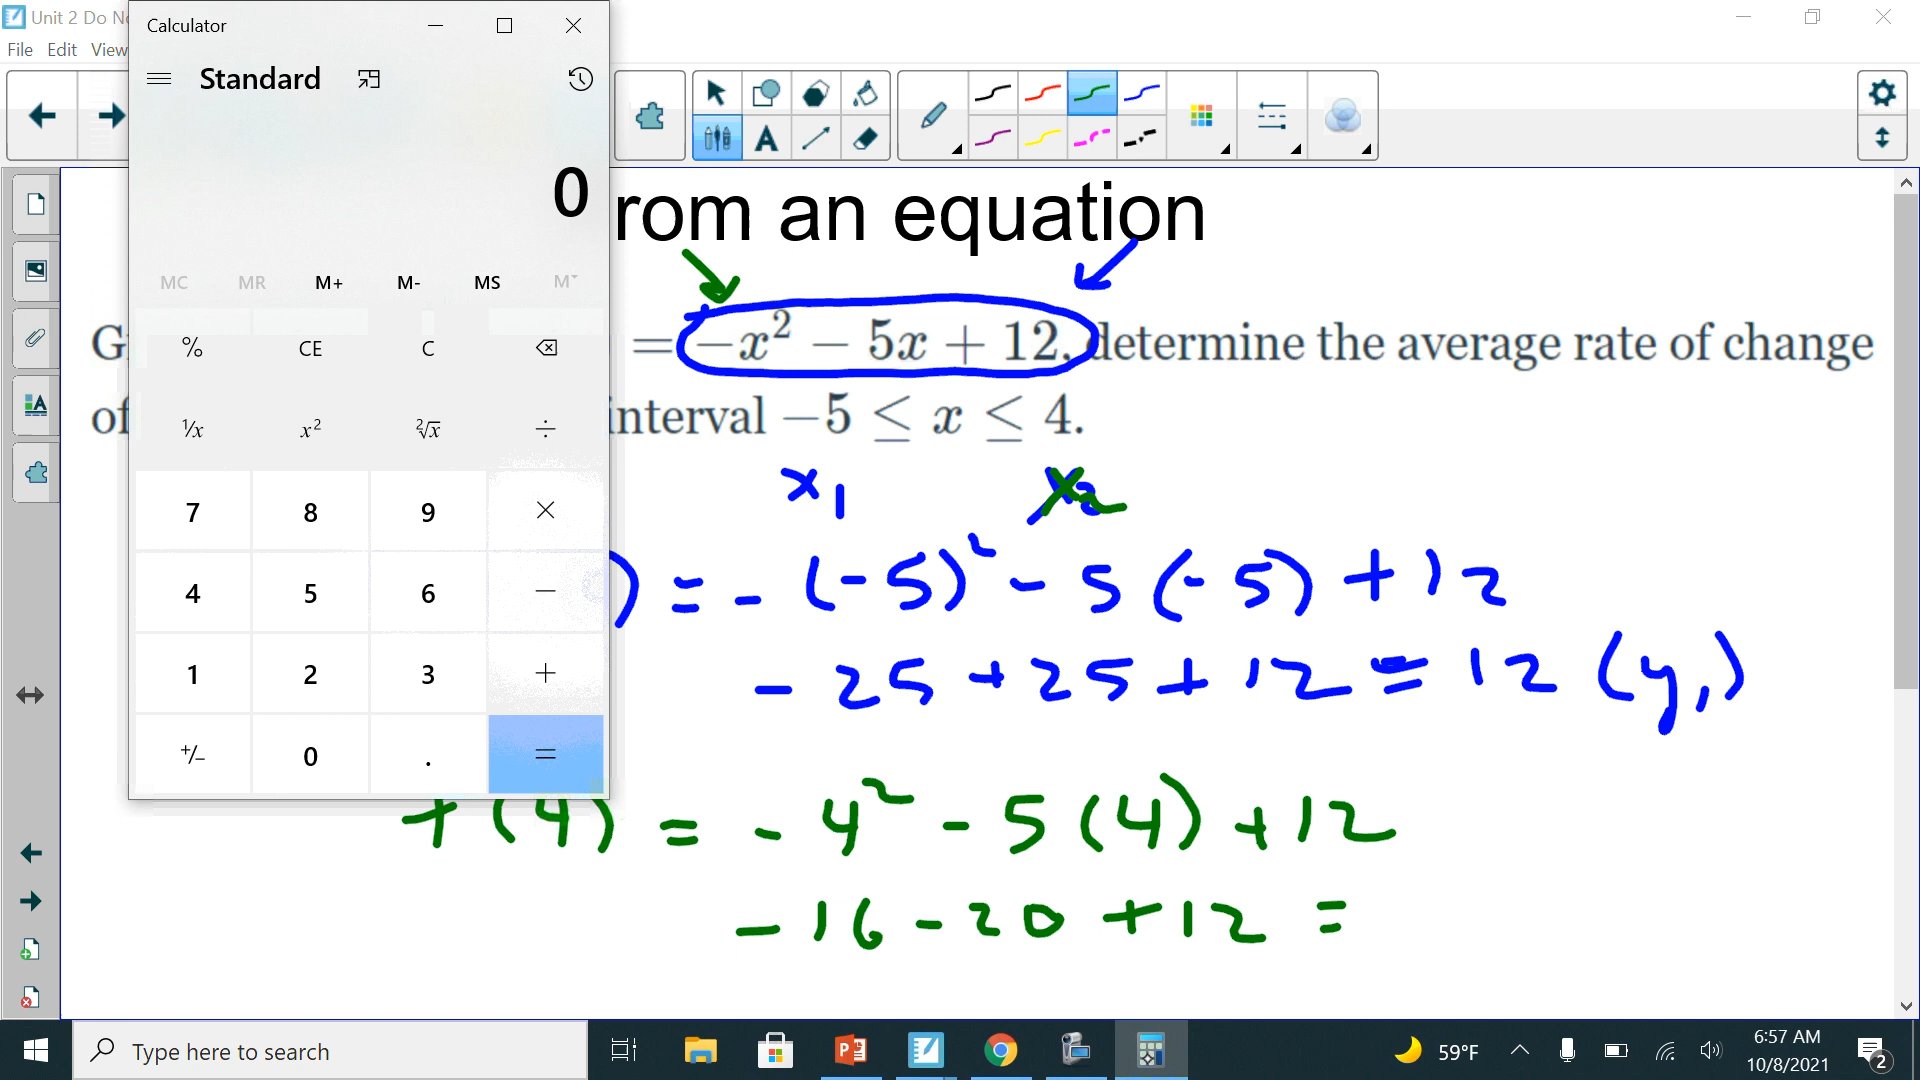 Unit 2 Do No
Calculator
File Edit View
Standard
0
rom an equation
MC MR M+ M- MS M˅
G = −x² − 5x + 12, determine the average rate of change
% CE C
of interval −5 ≤ x ≤ 4.
¹/x x² ²√x ÷
x₁ x₂
7 8 9 ×
) = - (-5)² - 5 (-5) + 12
4 5 6 −
- 25 + 25 + 12 = 12 (y₁)
1 2 3 +
+/− 0 . =
f(4) = - 4² - 5 (4) + 12
- 16 - 20 + 12 =
Type here to search
59°F
6:57 AM
10/8/2021
2